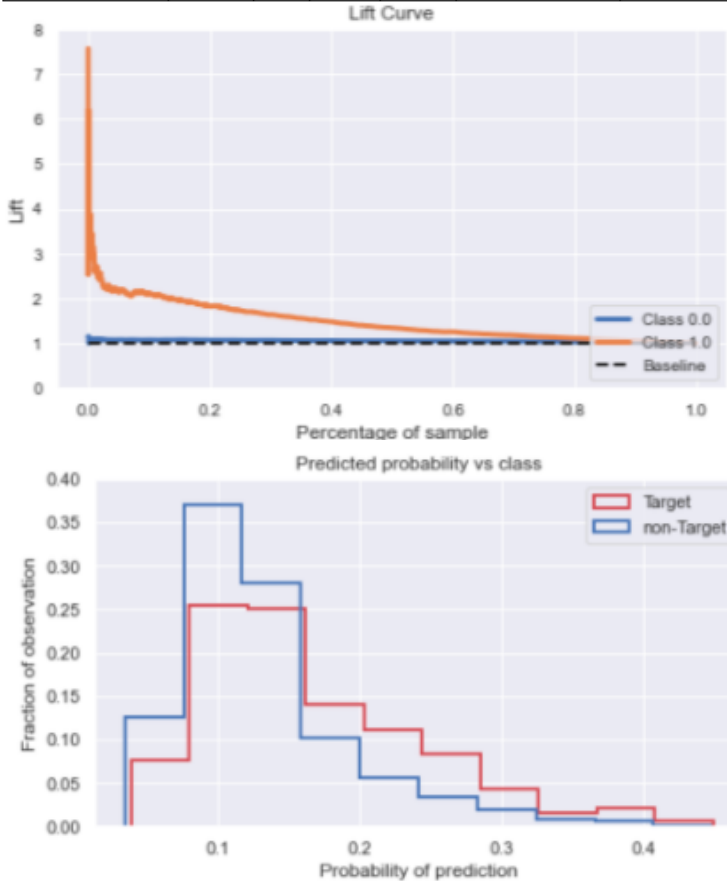 Lift Curve
8
7
6
5
4
3
2
1
0
Lift
Class 0.0
Class 1.0
Baseline
0.0 0.2 0.4 0.6 0.8 1.0
Percentage of sample
Predicted probability vs class
0.40
0.35
0.30
0.25
0.20
0.15
0.10
0.05
0.00
Fraction of observation
Target
non-Target
0.1 0.2 0.3 0.4
Probability of prediction